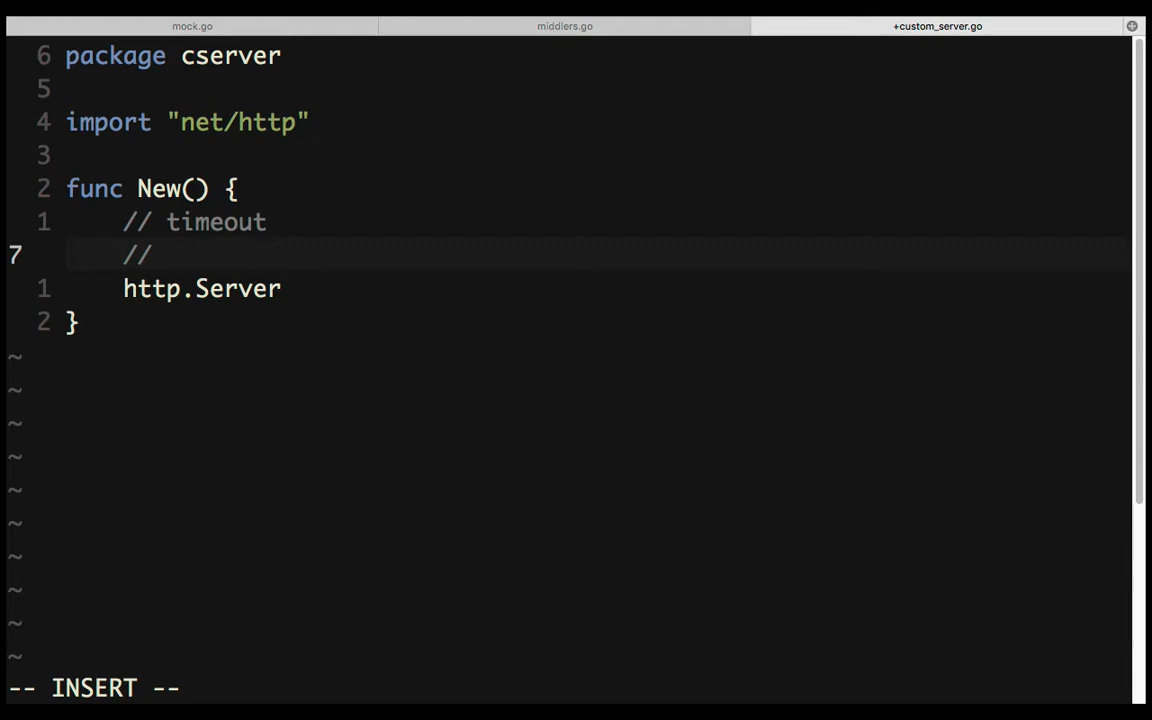 mock.go middlers.go +custom_server.go
6 package cserver
5
4 import "net/http"
3
2 func New() {
1 // timeout
7 //
1 http.Server
2 }
~
~
~
~
~
~
~
~
~
~
-- INSERT --